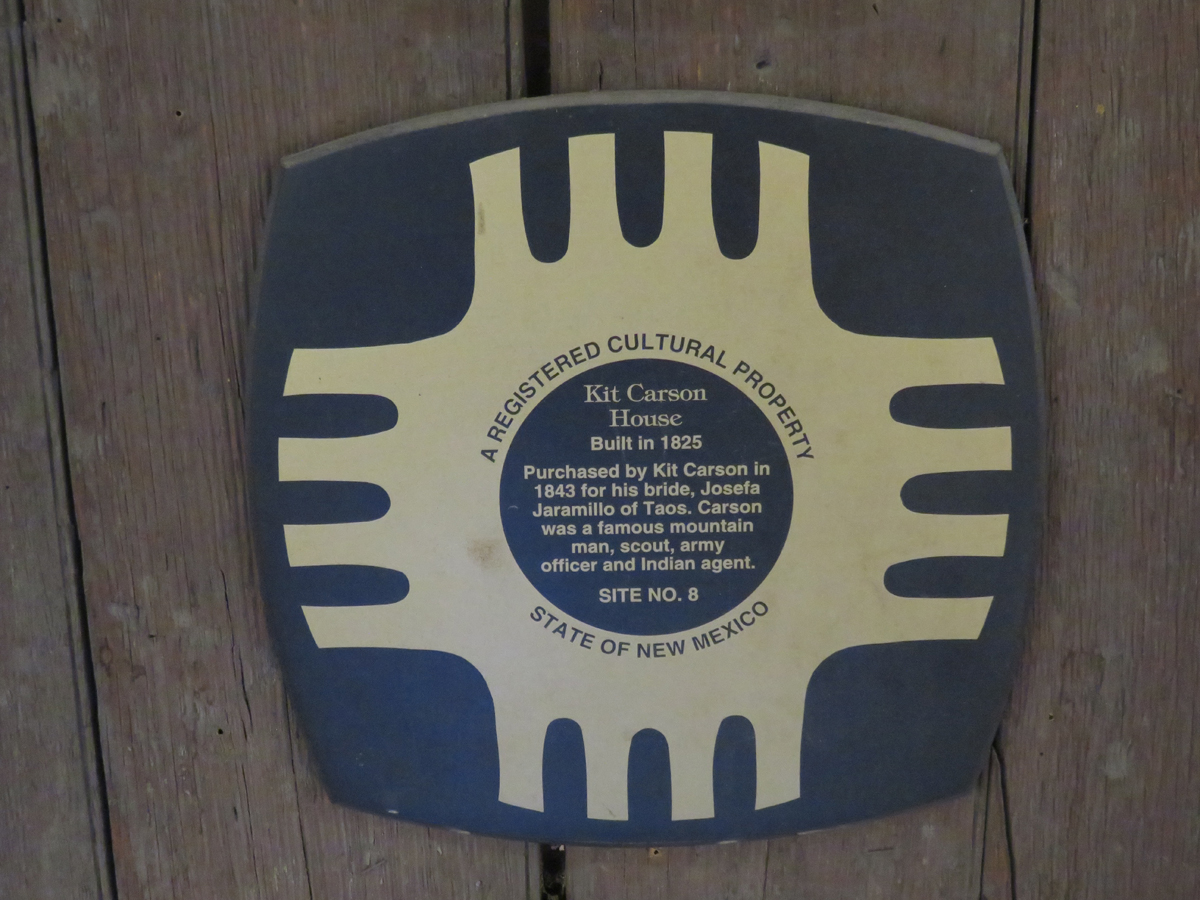 A REGISTERED CULTURAL PROPERTY
Kit Carson
House
Built in 1825
Purchased by Kit Carson in
1843 for his bride, Josefa
Jaramillo of Taos. Carson
was a famous mountain
man, scout, army
officer and Indian agent.
SITE NO. 8
STATE OF NEW MEXICO